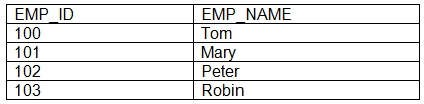 EMP_ID EMP_NAME
100 Tom
101 Mary
102 Peter
103 Robin